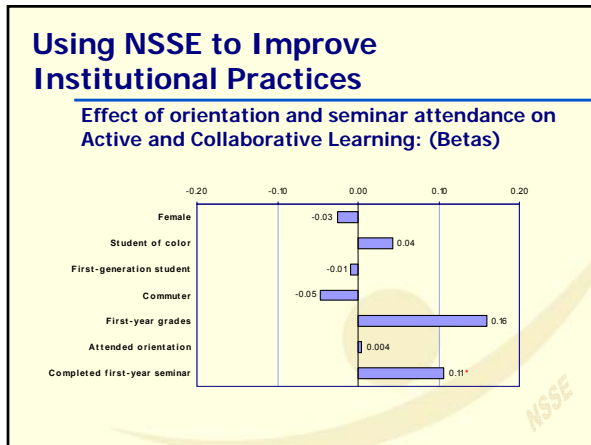 Using NSSE to Improve
Institutional Practices
Effect of orientation and seminar attendance on
Active and Collaborative Learning: (Betas)
-0.20 -0.10 0.00 0.10 0.20
Female -0.03
Student of color 0.04
First-generation student -0.01
Commuter -0.05
First-year grades 0.16
Attended orientation 0.004
Completed first-year seminar 0.11*
NSSE